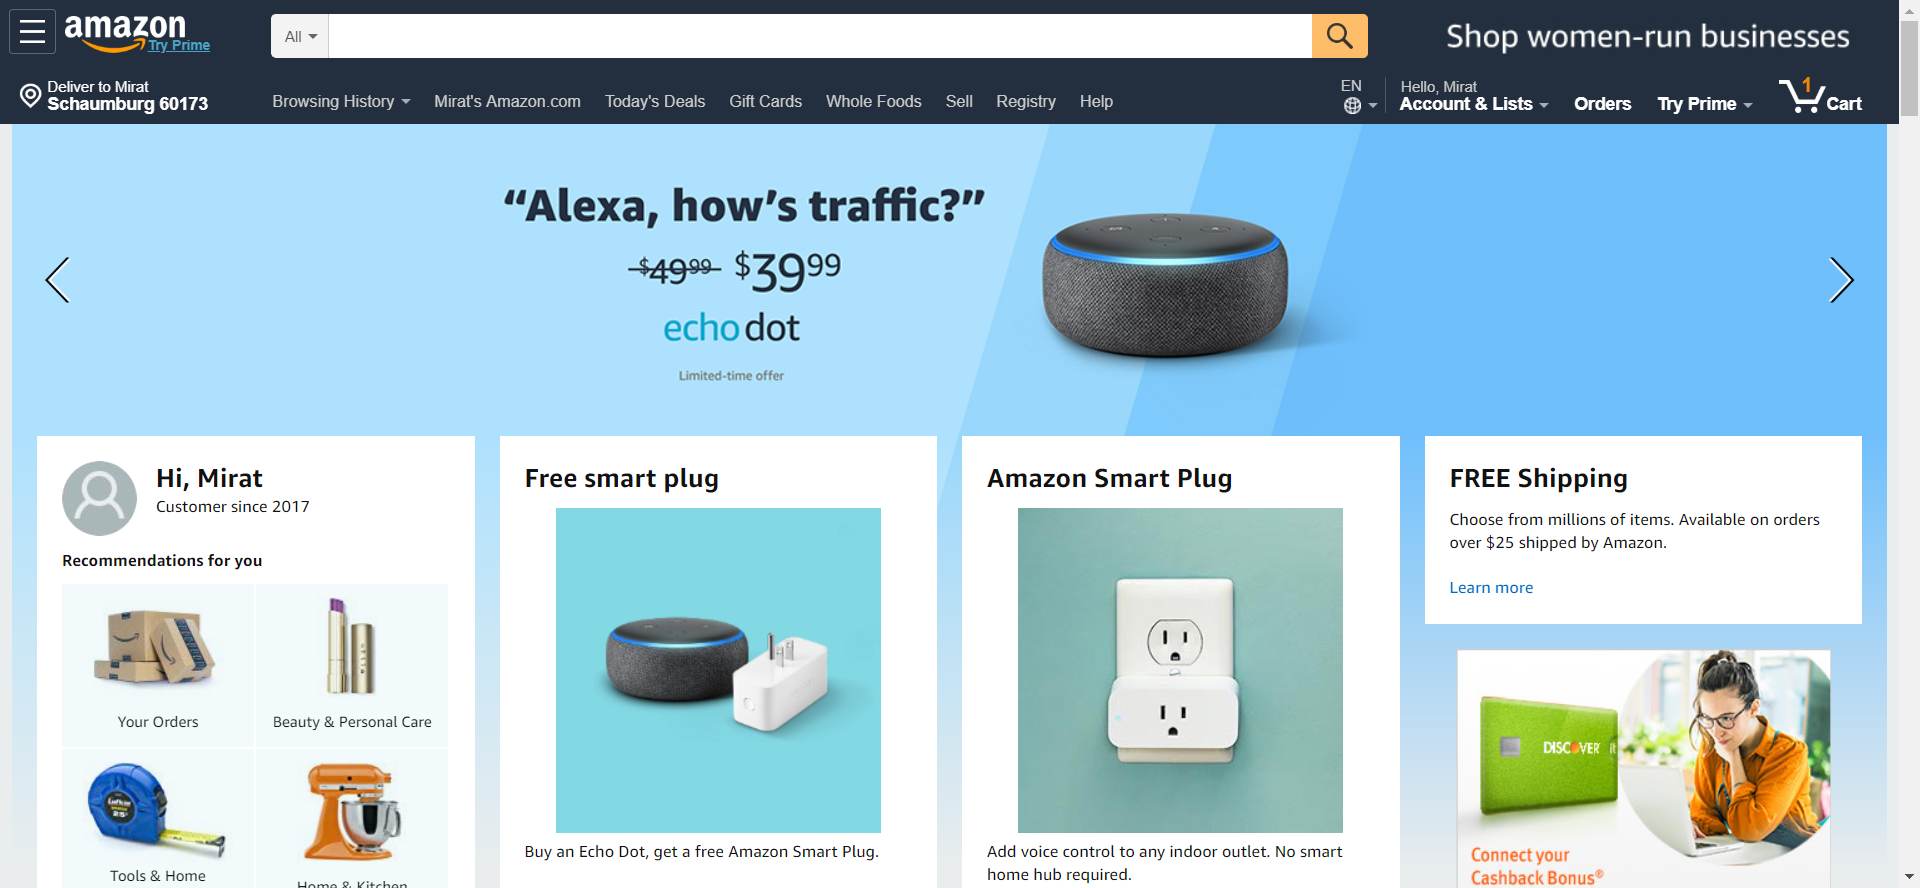 amazon
Try Prime
All
Shop women-run businesses
Deliver to Mirat
Schaumburg 60173
Browsing History
Mirat's Amazon.com
Today's Deals
Gift Cards
Whole Foods
Sell
Registry
Help
EN
Hello, Mirat
Account & Lists
Orders
Try Prime
1
Cart
“Alexa, how’s traffic?”
$49.99 $39.99
echo dot
Limited-time offer
Hi, Mirat
Customer since 2017
Recommendations for you
Your Orders
Beauty & Personal Care
Lufkin
Tools & Home
Home & Kitchen
Free smart plug
Buy an Echo Dot, get a free Amazon Smart Plug.
Amazon Smart Plug
Add voice control to any indoor outlet. No smart
home hub required.
FREE Shipping
Choose from millions of items. Available on orders
over $25 shipped by Amazon.
Learn more
DISCOVER it
Connect your
Cashback Bonus®